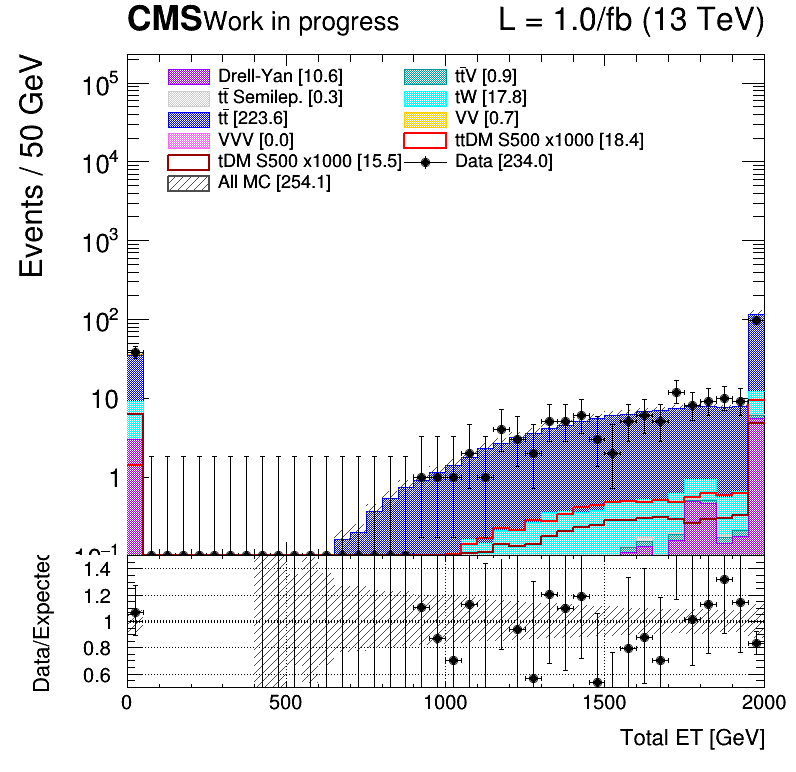 CMS Work in progress L = 1.0/fb (13 TeV)
Events / 50 GeV
Drell-Yan [10.6] tt̄V [0.9]
tt̄ Semilep. [0.3] tW [17.8]
tt̄ [223.6] VV [0.7]
VVV [0.0] ttDM S500 x1000 [18.4]
tDM S500 x1000 [15.5] Data [234.0]
All MC [254.1]
10⁵
10⁴
10³
10²
10
1
10⁻¹
Data/Expected
1.4
1.2
1
0.8
0.6
0 500 1000 1500 2000
Total ET [GeV]